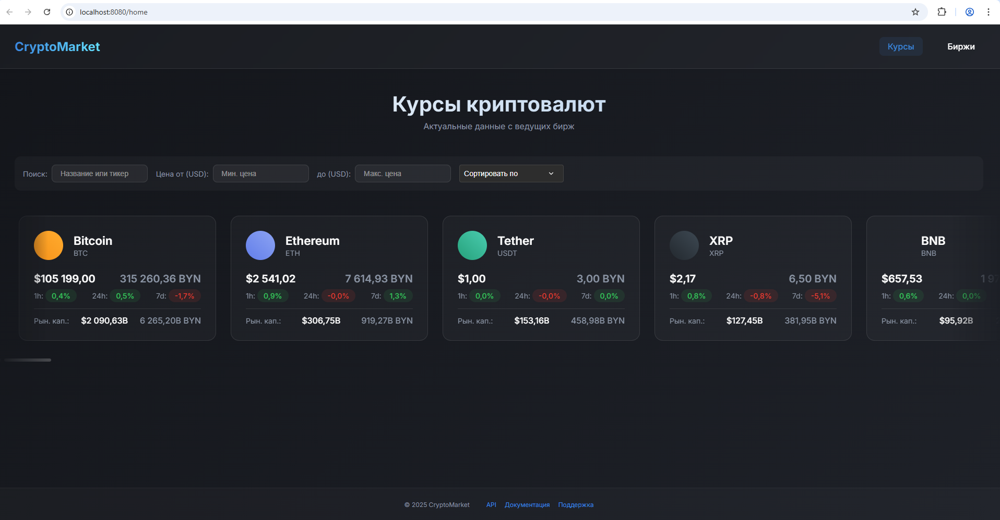 localhost:8080/home
CryptoMarket
Курсы
Биржи
Курсы криптовалют
Актуальные данные с ведущих бирж
Поиск: Название или тикер Цена от (USD): Мин. цена до (USD): Макс. цена Сортировать по
Bitcoin
BTC
$105 199,00 315 260,36 BYN
1h: 0,4% 24h: 0,5% 7d: -1,7%
Рын. кап.: $2 090,63B 6 265,20B BYN
Ethereum
ETH
$2 541,02 7 614,93 BYN
1h: 0,9% 24h: -0,0% 7d: 1,3%
Рын. кап.: $306,75B 919,27B BYN
Tether
USDT
$1,00 3,00 BYN
1h: 0,0% 24h: -0,0% 7d: 0,0%
Рын. кап.: $153,16B 458,98B BYN
XRP
XRP
$2,17 6,50 BYN
1h: 0,8% 24h: -0,8% 7d: -5,1%
Рын. кап.: $127,45B 381,95B BYN
BNB
BNB
$657,53
1h: 0,6% 24h: 0,0%
Рын. кап.: $95,92B
© 2025 CryptoMarket API Документация Поддержка